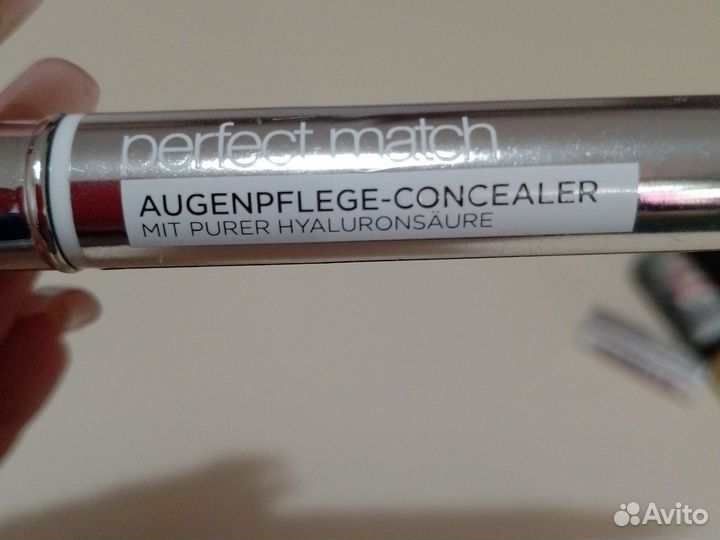 perfect match
AUGENPFLEGE-CONCEALER
MIT PURER HYALURONSÄURE
Avito